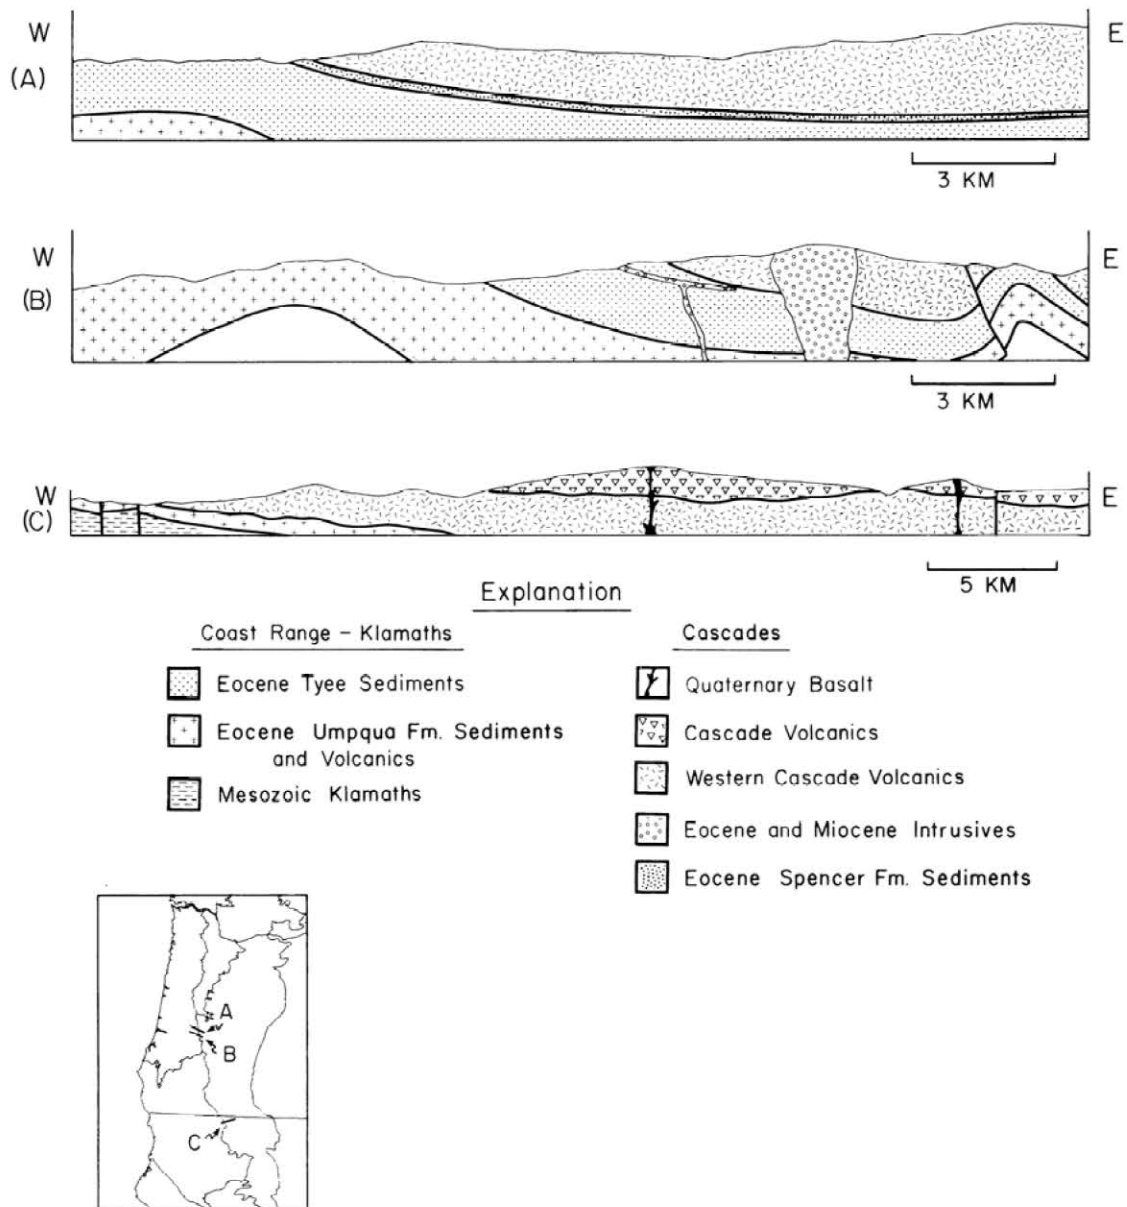 W E
(A)
3 KM
W E
(B)
3 KM
W E
(C)
5 KM
Explanation
Coast Range - Klamaths
Eocene Tyee Sediments
Eocene Umpqua Fm. Sediments
and Volcanics
Mesozoic Klamaths
Cascades
Quaternary Basalt
Cascade Volcanics
Western Cascade Volcanics
Eocene and Miocene Intrusives
Eocene Spencer Fm. Sediments
A
B
C